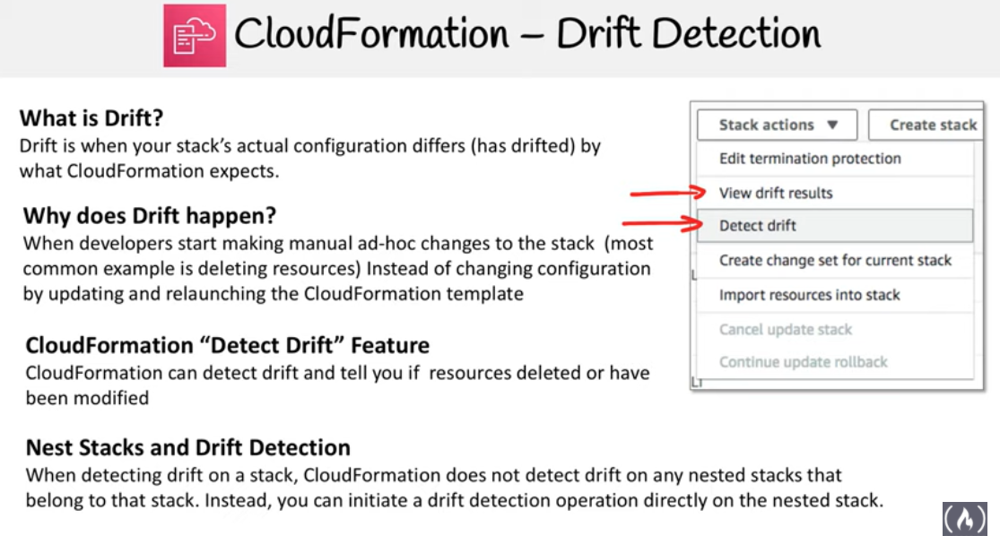 CloudFormation – Drift Detection
What is Drift?
Drift is when your stack's actual configuration differs (has drifted) by
what CloudFormation expects.
Why does Drift happen?
When developers start making manual ad-hoc changes to the stack (most
common example is deleting resources) Instead of changing configuration
by updating and relaunching the CloudFormation template
CloudFormation “Detect Drift” Feature
CloudFormation can detect drift and tell you if resources deleted or have
been modified
Nest Stacks and Drift Detection
When detecting drift on a stack, CloudFormation does not detect drift on any nested stacks that
belong to that stack. Instead, you can initiate a drift detection operation directly on the nested stack.
Stack actions ▼
Create stack
Edit termination protection
View drift results
Detect drift
Create change set for current stack
Import resources into stack
Cancel update stack
Continue update rollback